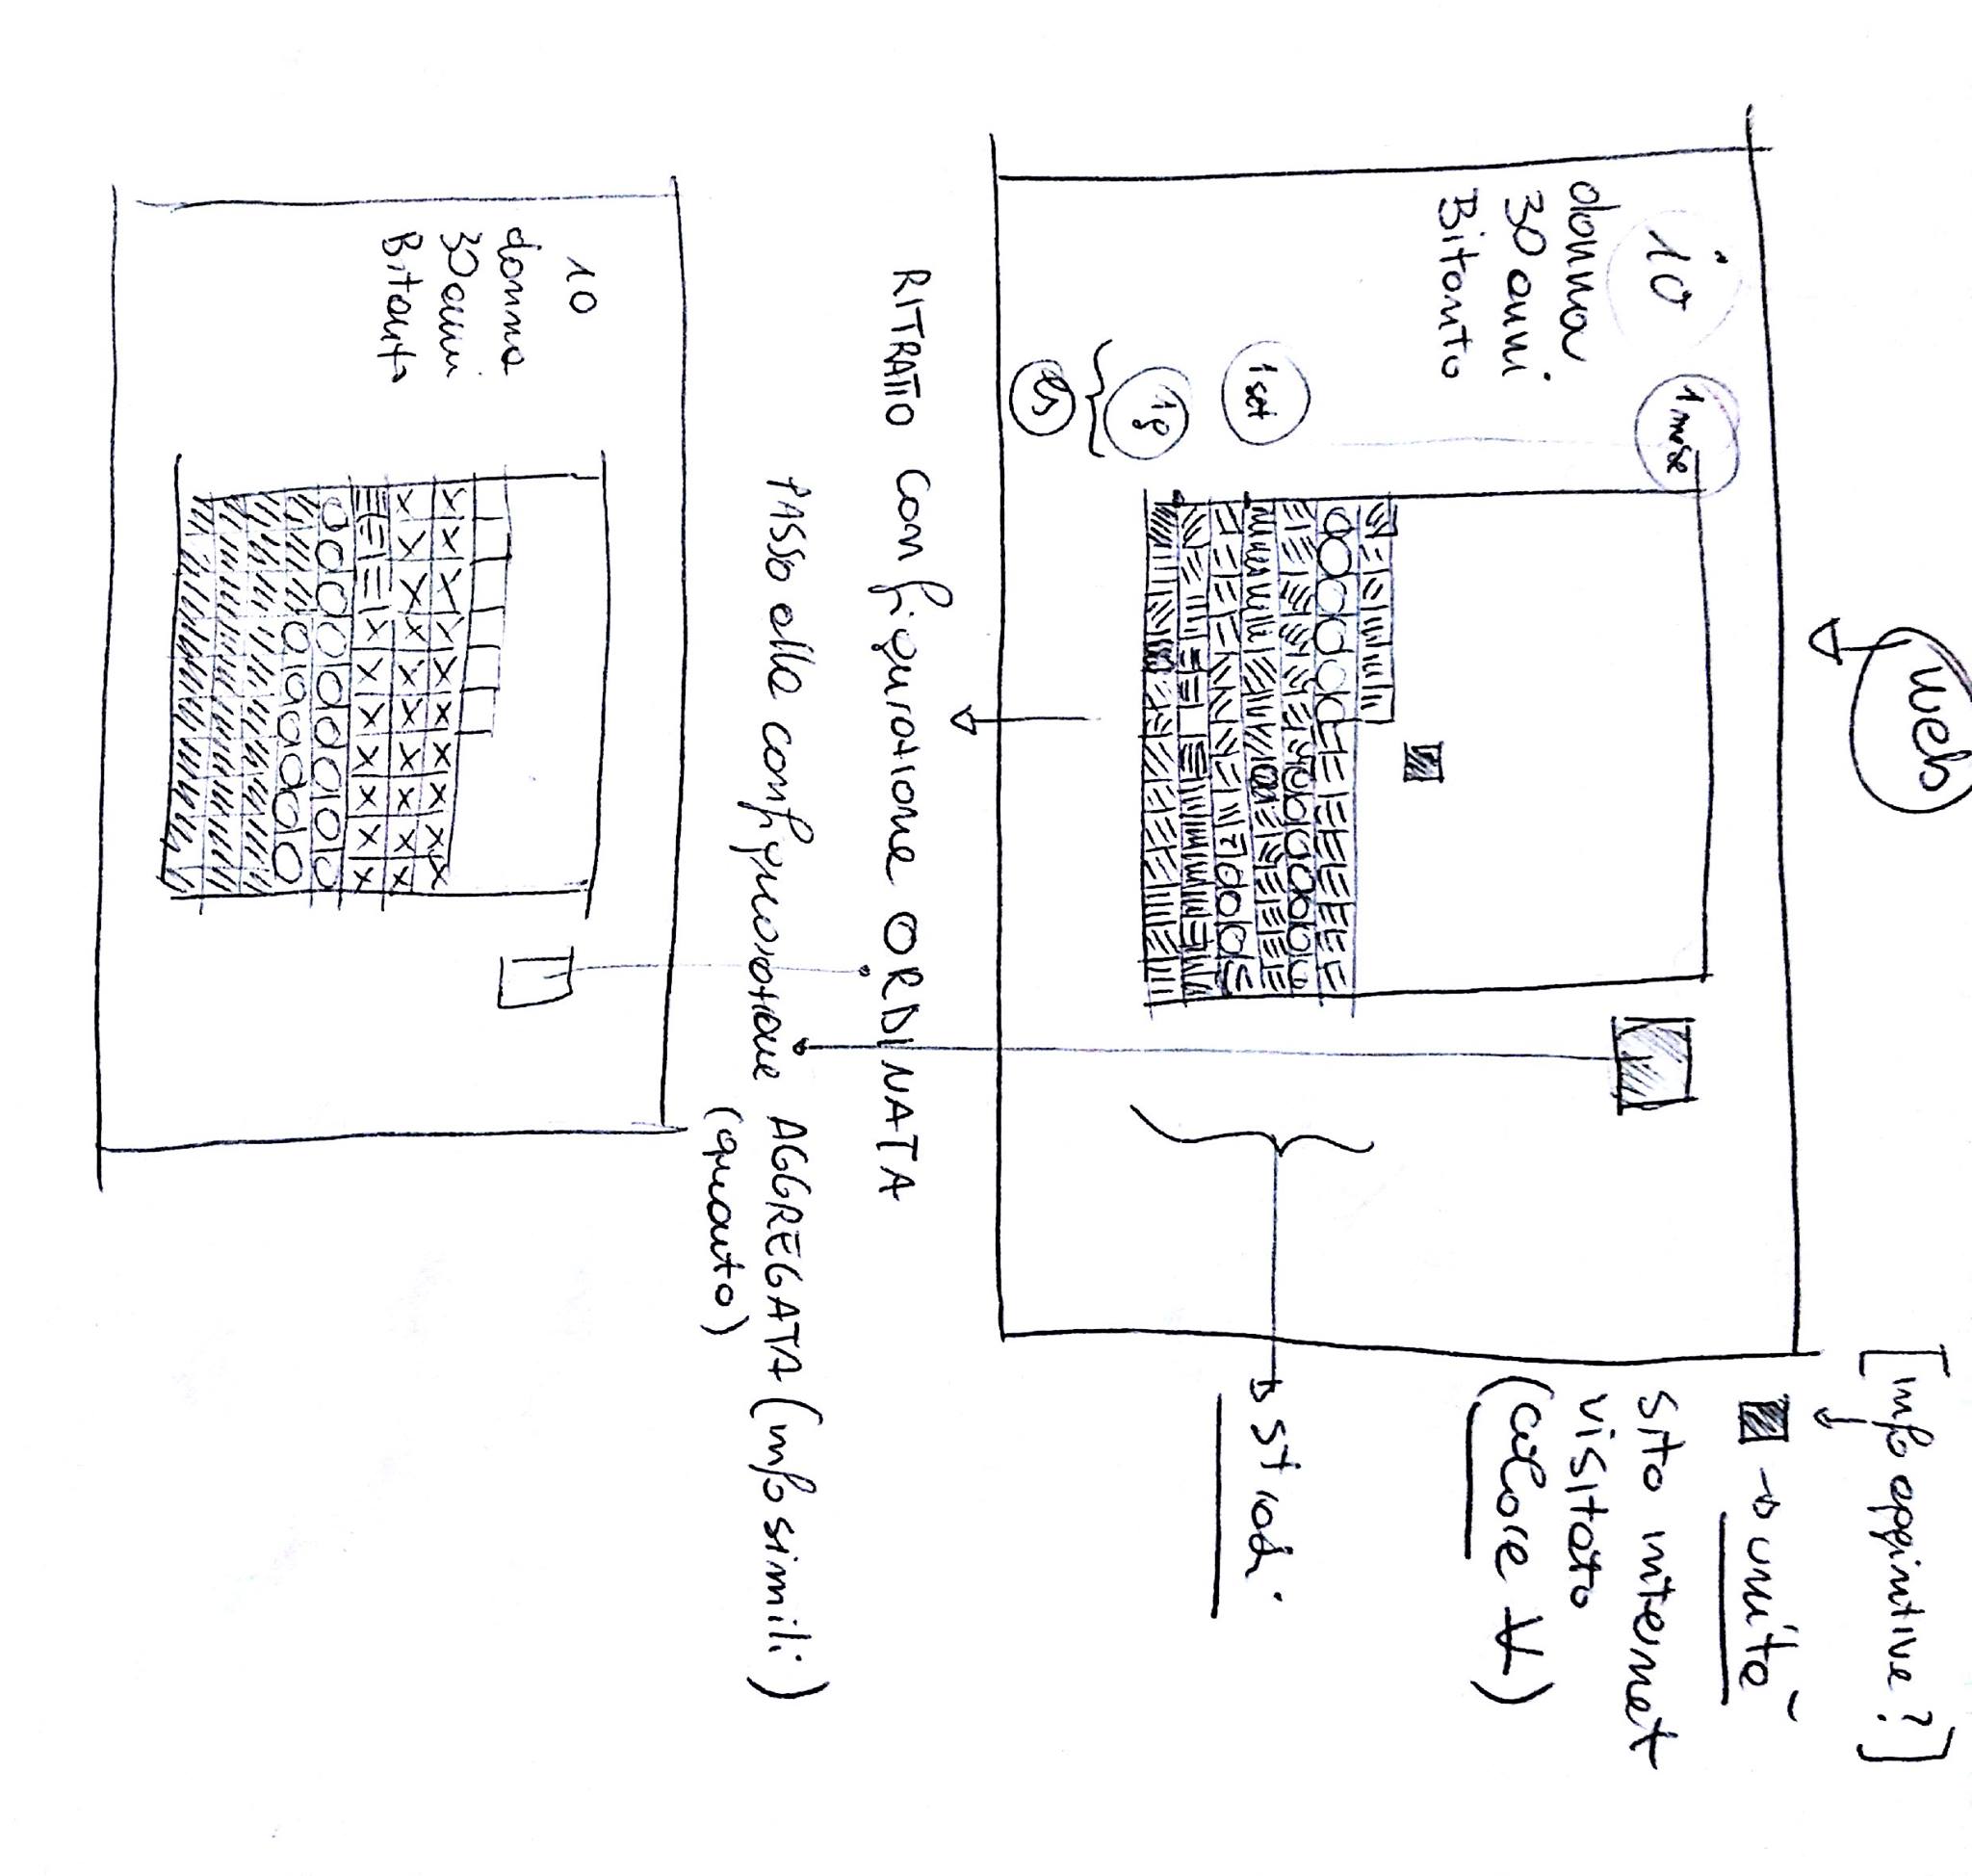 web
[info aggiuntive ?]
→ unità
sito internet
visitato
(colore V)
io
donna
30 anni
Bitonto
1 mese
1 set
1g
es
strati
RITRATTO configurazione ORDINATA
PASSO alla configurazione AGGREGATA (info simili)
(quanto)
io
donna
30 anni
Bitonto